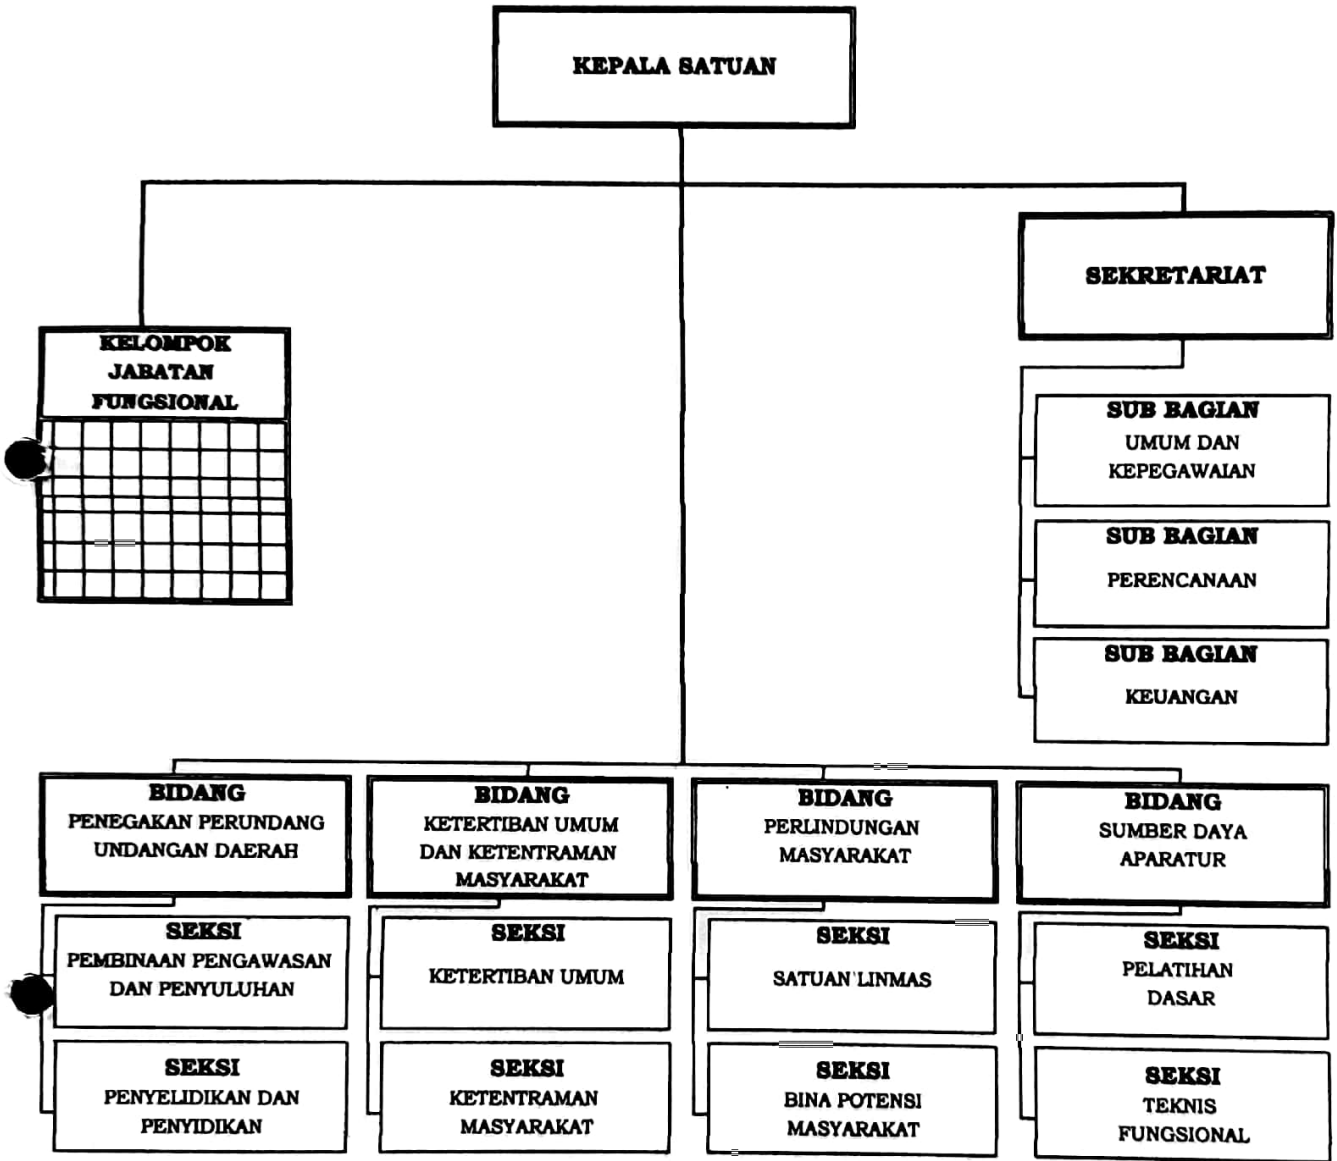 KEPALA SATUAN
SEKRETARIAT
KELOMPOK
JABATAN
FUNGSIONAL
SUB BAGIAN
UMUM DAN
KEPEGAWAIAN
SUB BAGIAN
PERENCANAAN
SUB BAGIAN
KEUANGAN
BIDANG
PENEGAKAN PERUNDANG
UNDANGAN DAERAH
BIDANG
KETERTIBAN UMUM
DAN KETENTRAMAN
MASYARAKAT
BIDANG
PERLINDUNGAN
MASYARAKAT
BIDANG
SUMBER DAYA
APARATUR
SEKSI
PEMBINAAN PENGAWASAN
DAN PENYULUHAN
SEKSI
KETERTIBAN UMUM
SEKSI
SATUAN LINMAS
SEKSI
PELATIHAN
DASAR
SEKSI
PENYELIDIKAN DAN
PENYIDIKAN
SEKSI
KETENTRAMAN
MASYARAKAT
SEKSI
BINA POTENSI
MASYARAKAT
SEKSI
TEKNIS
FUNGSIONAL